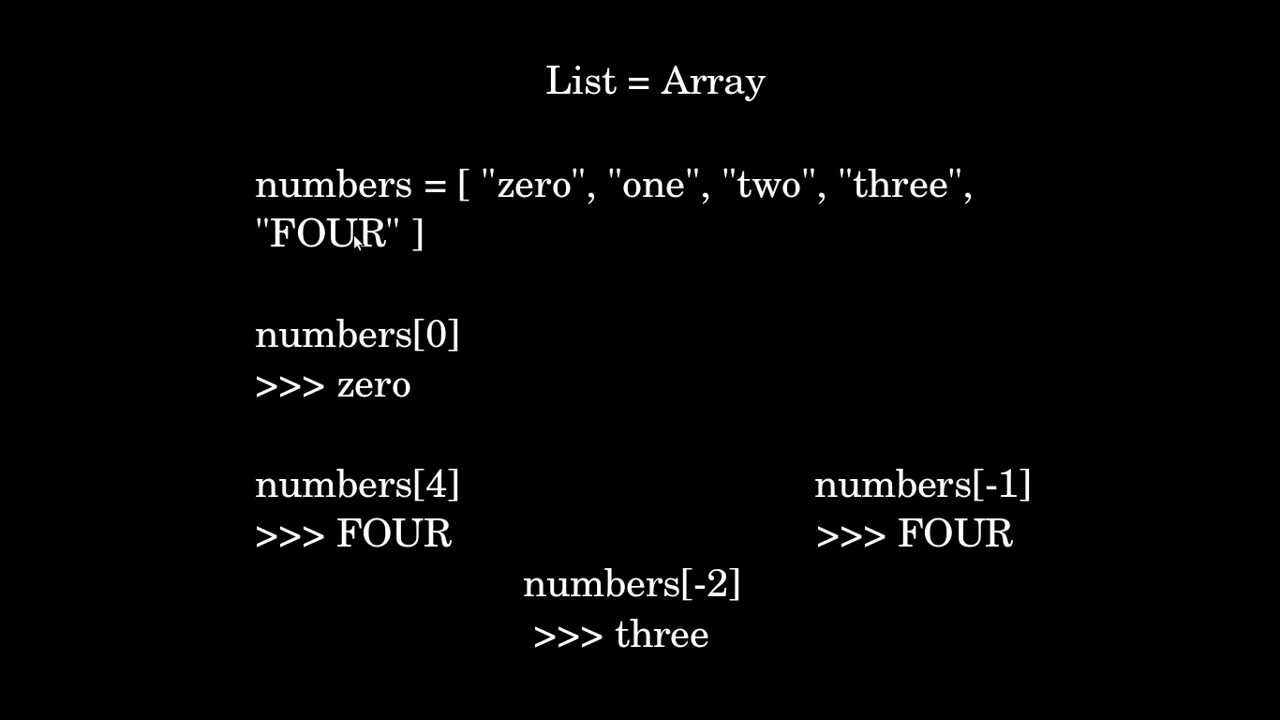 List = Array
numbers = [ "zero", "one", "two", "three",
"FOUR" ]
numbers[0]
>>> zero
numbers[4]
>>> FOUR
numbers[-1]
>>> FOUR
numbers[-2]
>>> three